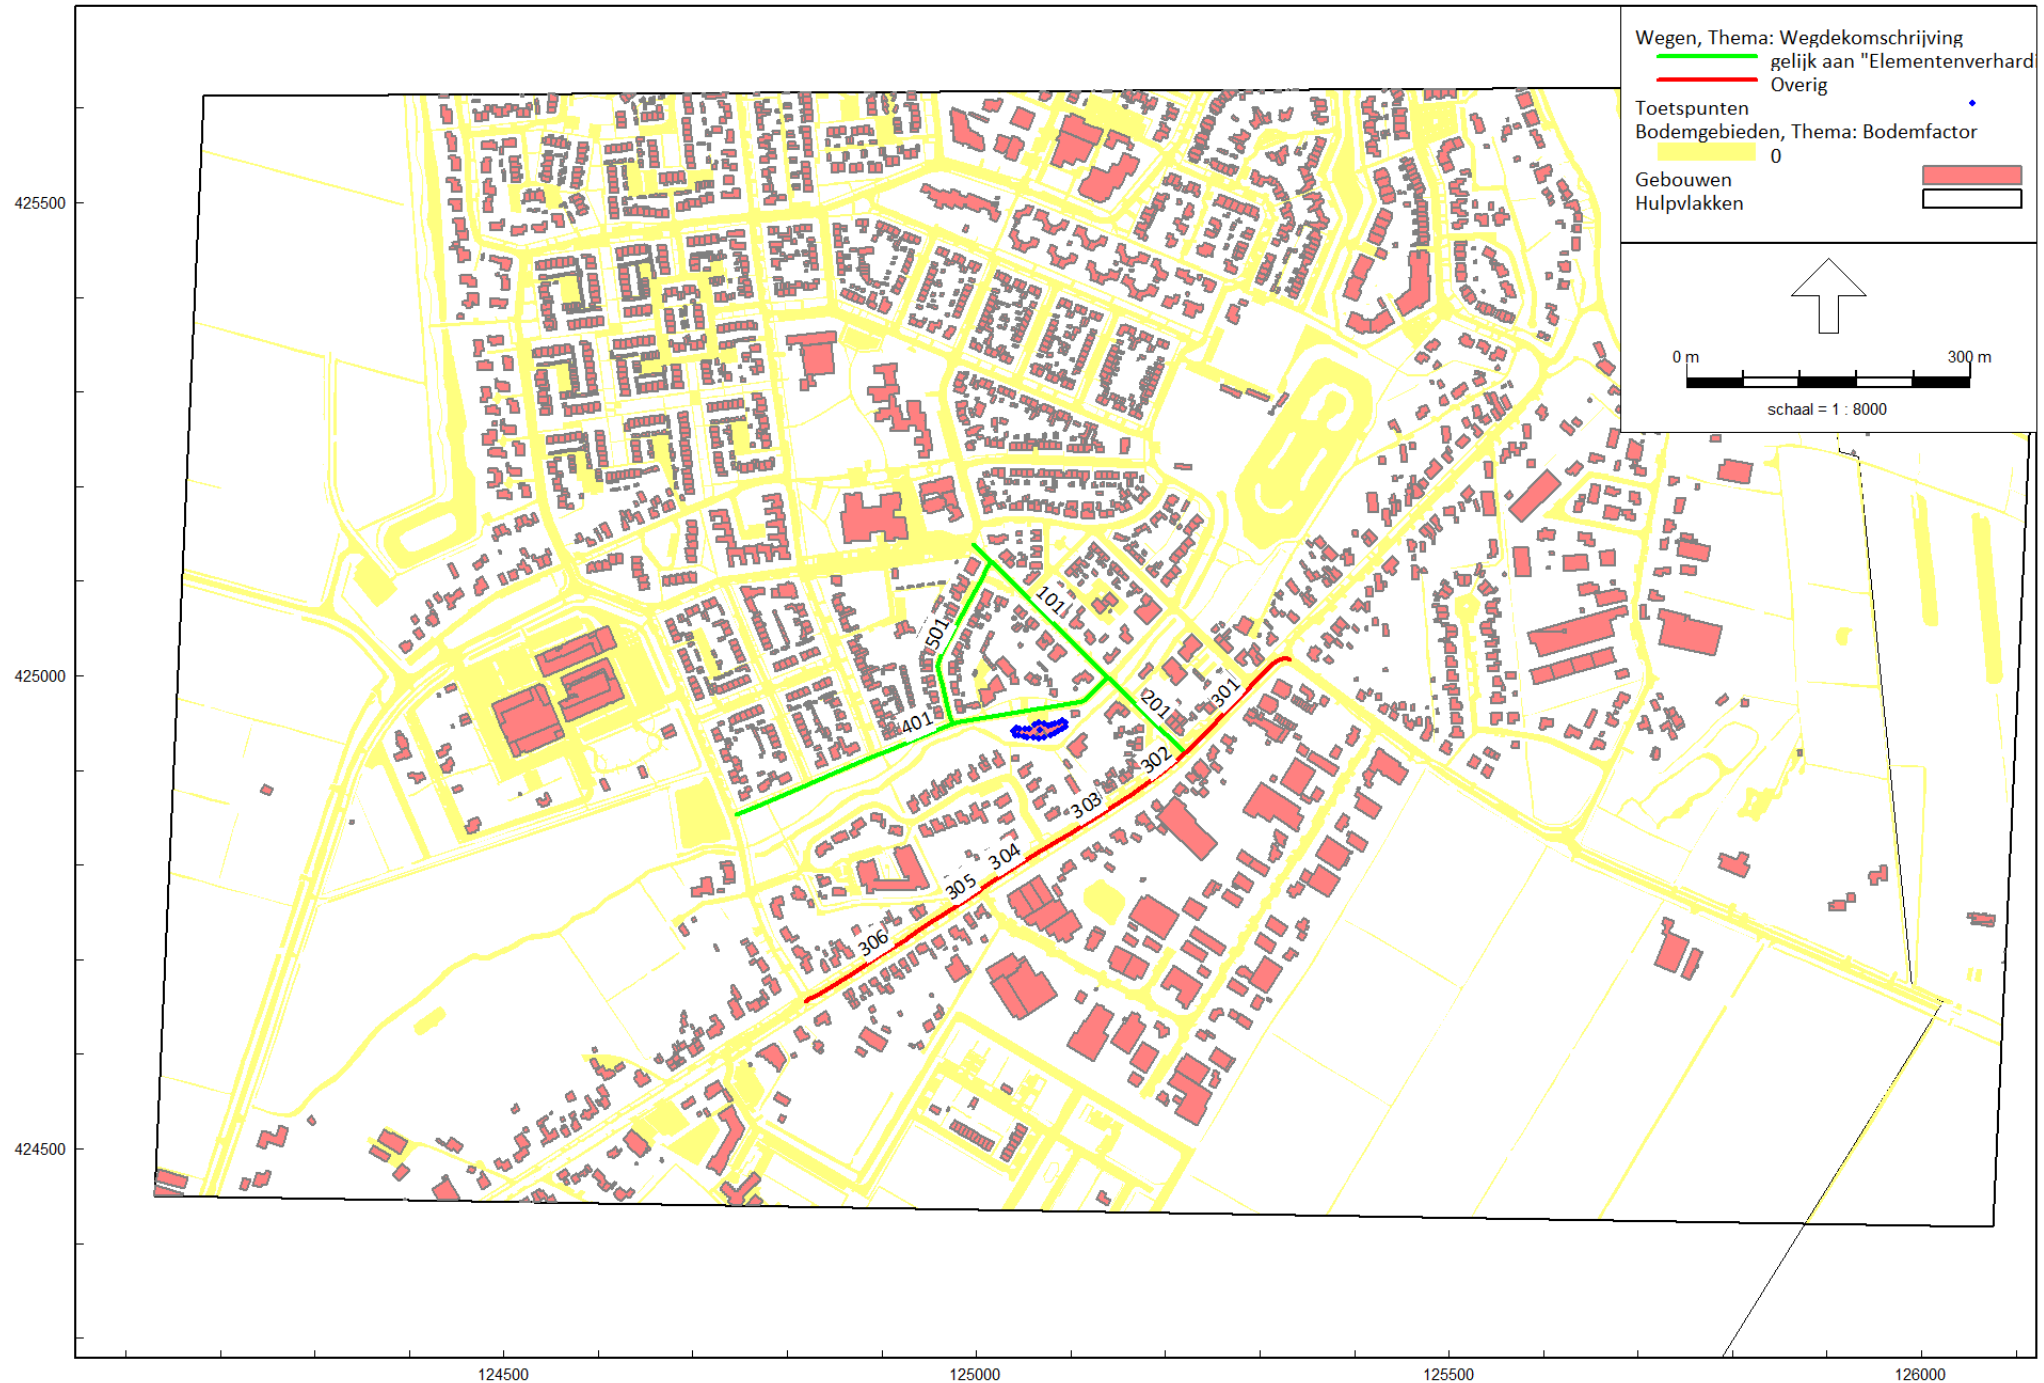 Wegen, Thema: Wegdekomschrijving
gelijk aan "Elementenverhardi
Overig
Toetspunten
Bodemgebieden, Thema: Bodemfactor
0
Gebouwen
Hulpvlakken
0 m 300 m
schaal = 1 : 8000
425500
425000
424500
101
501
201
301
401
302
303
304
305
306
124500 125000 125500 126000